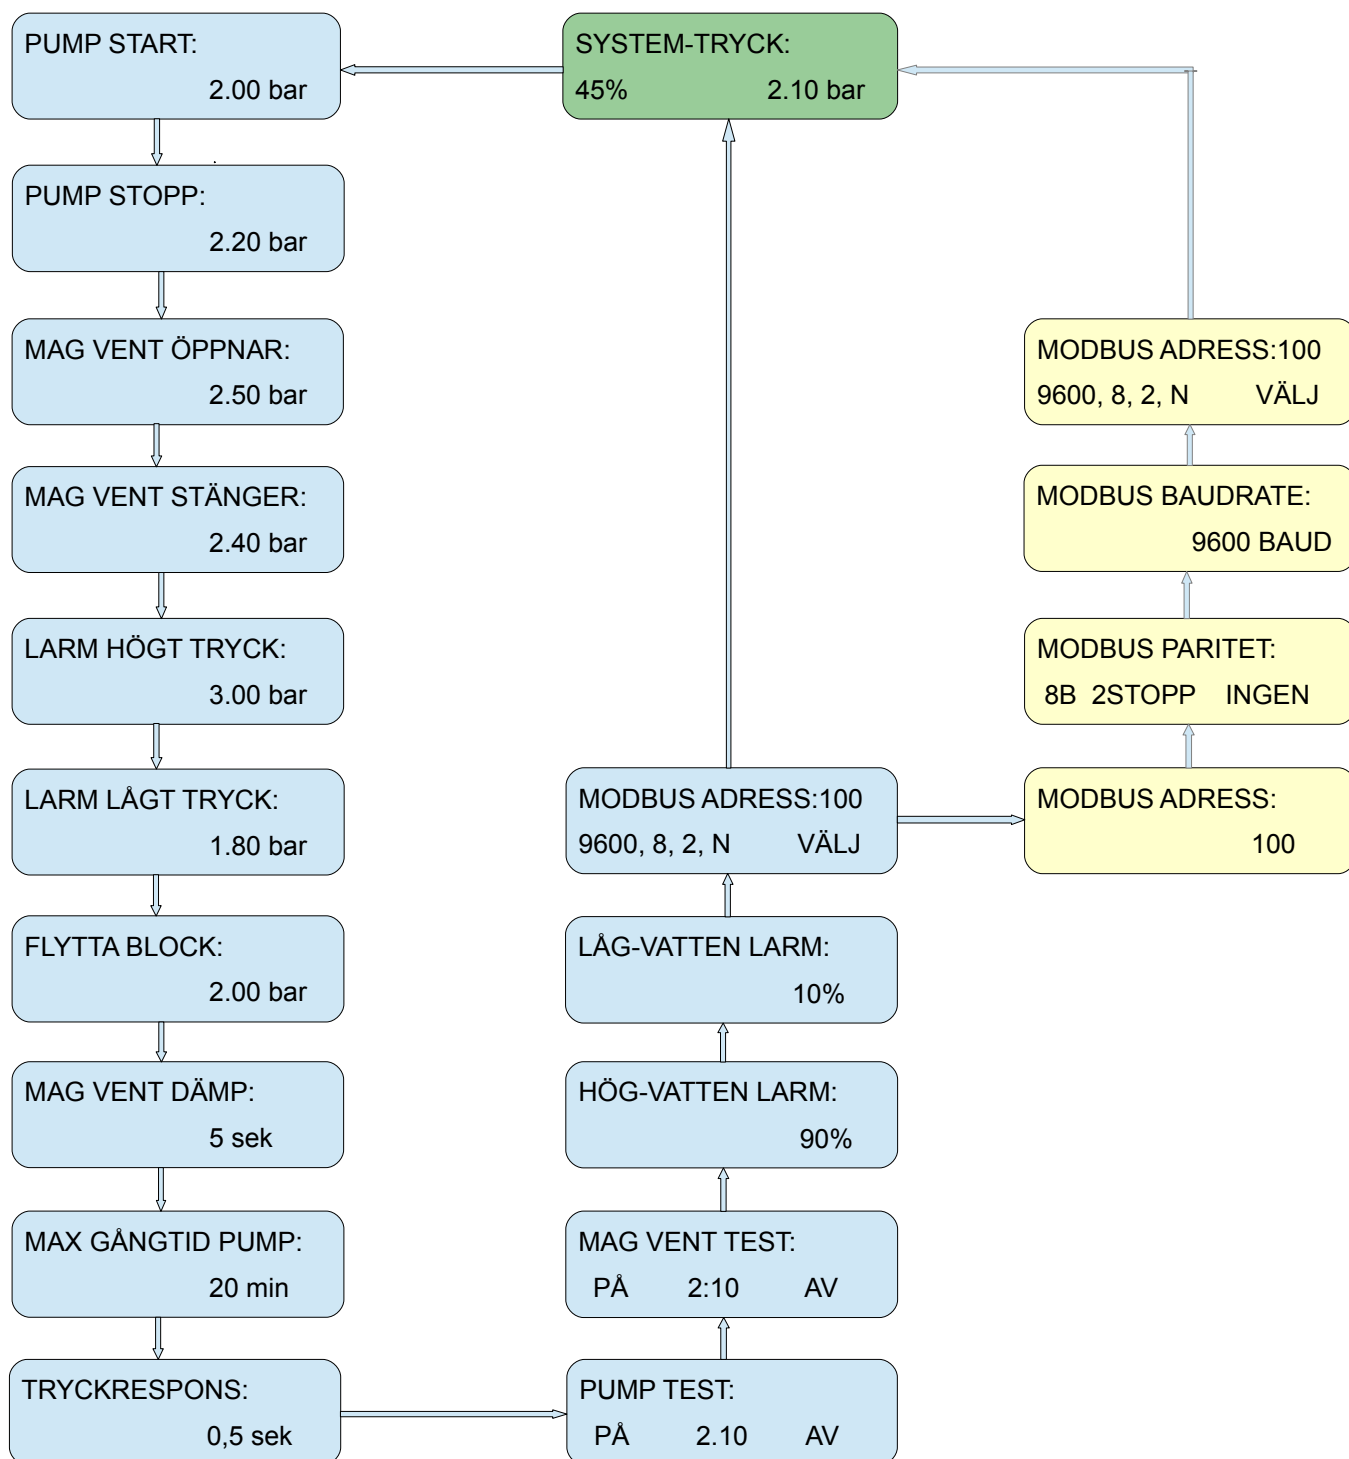 PUMP START:
2.00 bar
PUMP STOPP:
2.20 bar
MAG VENT ÖPPNAR:
2.50 bar
MAG VENT STÄNGER:
2.40 bar
LARM HÖGT TRYCK:
3.00 bar
LARM LÅGT TRYCK:
1.80 bar
FLYTTA BLOCK:
2.00 bar
MAG VENT DÄMP:
5 sek
MAX GÅNGTID PUMP:
20 min
TRYCKRESPONS:
0,5 sek
PUMP TEST:
PÅ 2.10 AV
MAG VENT TEST:
PÅ 2:10 AV
HÖG-VATTEN LARM:
90%
LÅG-VATTEN LARM:
10%
MODBUS ADRESS:100
9600, 8, 2, N VÄLJ
SYSTEM-TRYCK:
45% 2.10 bar
MODBUS ADRESS:
100
MODBUS PARITET:
8B 2STOPP INGEN
MODBUS BAUDRATE:
9600 BAUD
MODBUS ADRESS:100
9600, 8, 2, N VÄLJ